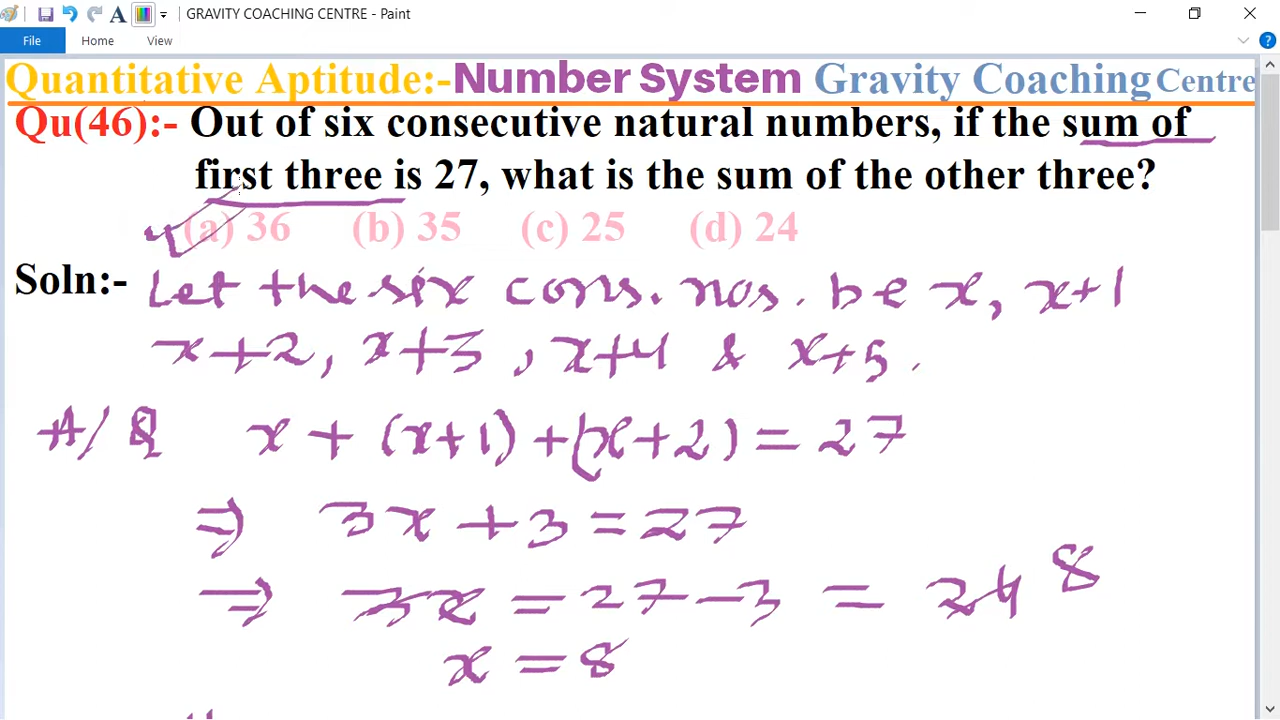 GRAVITY COACHING CENTRE - Paint
File Home View
Quantitative Aptitude:-Number System Gravity Coaching Centre
Qu(46):- Out of six consecutive natural numbers, if the sum of
first three is 27, what is the sum of the other three?
(a) 36 (b) 35 (c) 25 (d) 24
Soln:- Let the six cons. nos. be x, x+1
x+2, x+3, x+4 & x+5.
A/Q x + (x+1) + (x+2) = 27
⇒ 3x + 3 = 27
⇒ 3x = 27 - 3 = 24 8
x = 8